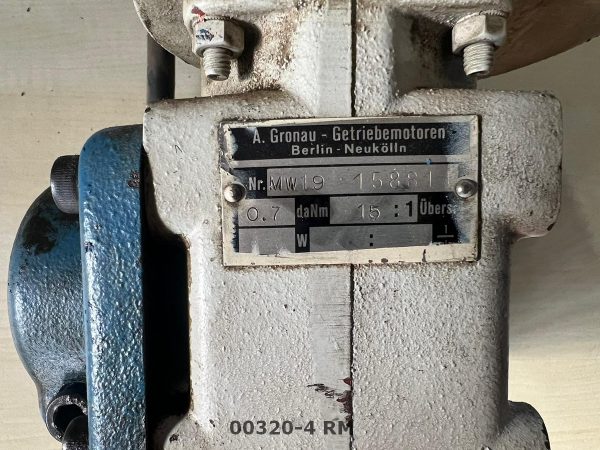 A. Gronau - Getriebemotoren
Berlin - Neukölln
Nr. MW19 15881
0.7 daNm 15 :1 Übers.
W :
00320-4 RM